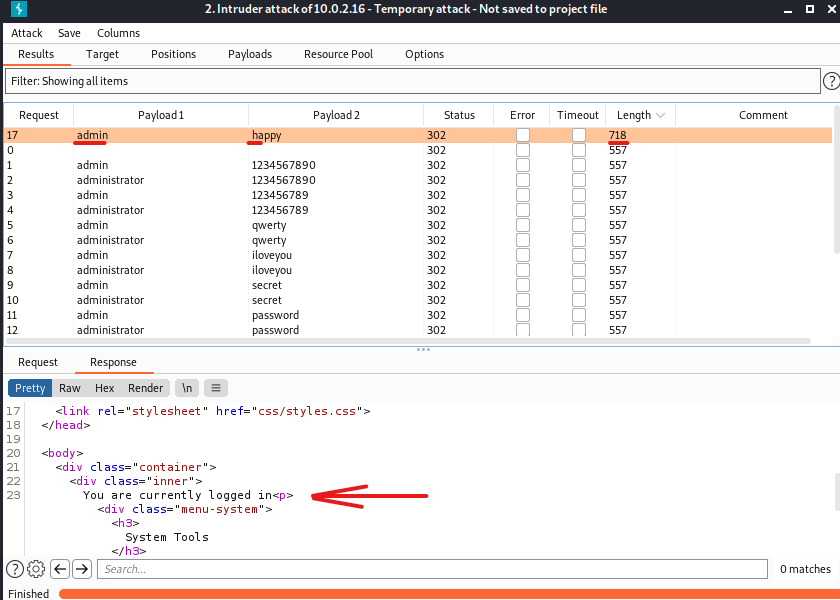 2. Intruder attack of 10.0.2.16 - Temporary attack - Not saved to project file
Attack Save Columns
Results Target Positions Payloads Resource Pool Options
Filter: Showing all items ?
Request Payload 1 Payload 2 Status Error Timeout Length Comment
17 admin happy 302 718
0 302 557
1 admin 1234567890 302 557
2 administrator 1234567890 302 557
3 admin 123456789 302 557
4 administrator 123456789 302 557
5 admin qwerty 302 557
6 administrator qwerty 302 557
7 admin iloveyou 302 557
8 administrator iloveyou 302 557
9 admin secret 302 557
10 administrator secret 302 557
11 admin password 302 557
12 administrator password 302 557
Request Response
Pretty Raw Hex Render \n
17 <link rel="stylesheet" href="css/styles.css">
18 </head>
19
20 <body>
21 <div class="container">
22 <div class="inner">
23 You are currently logged in<p>
<div class="menu-system">
<h3>
System Tools
</h3>
? Search... 0 matches
Finished